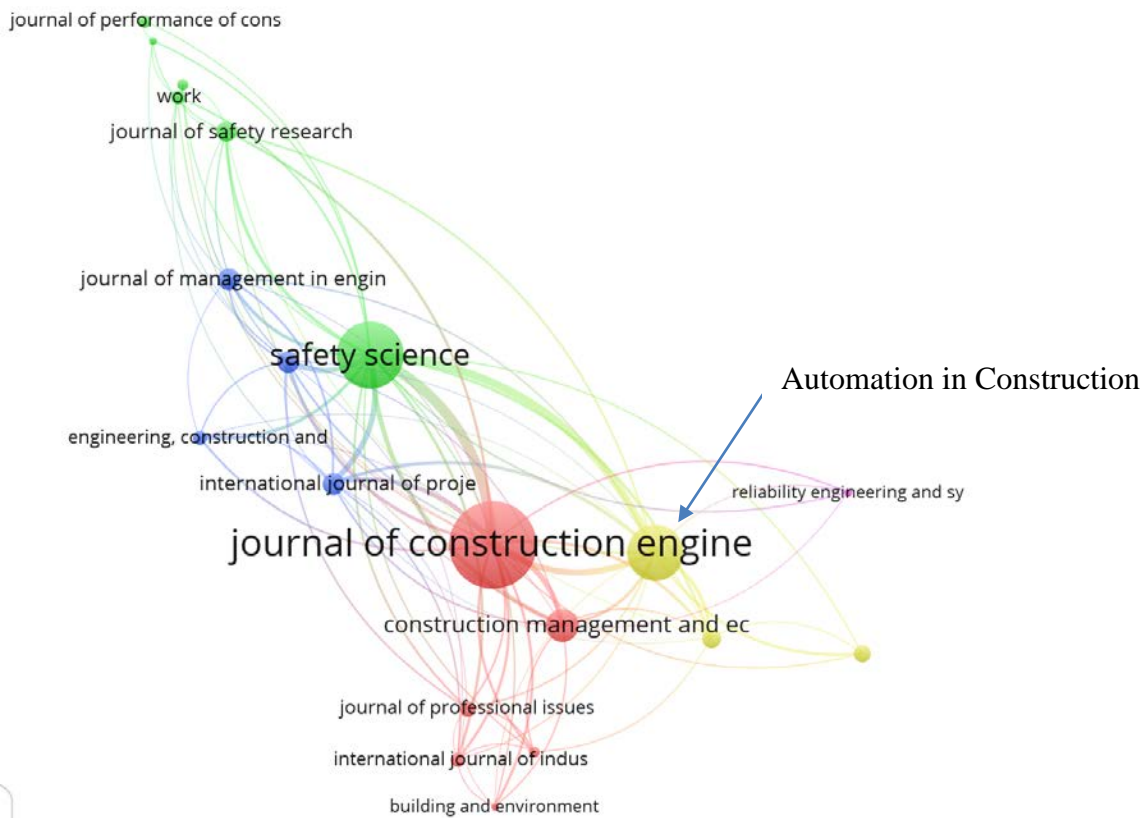 journal of performance of cons
work
journal of safety research
journal of management in engin
safety science
Automation in Construction
engineering, construction and
international journal of proje
reliability engineering and sy
journal of construction engine
construction management and ec
journal of professional issues
international journal of indus
building and environment